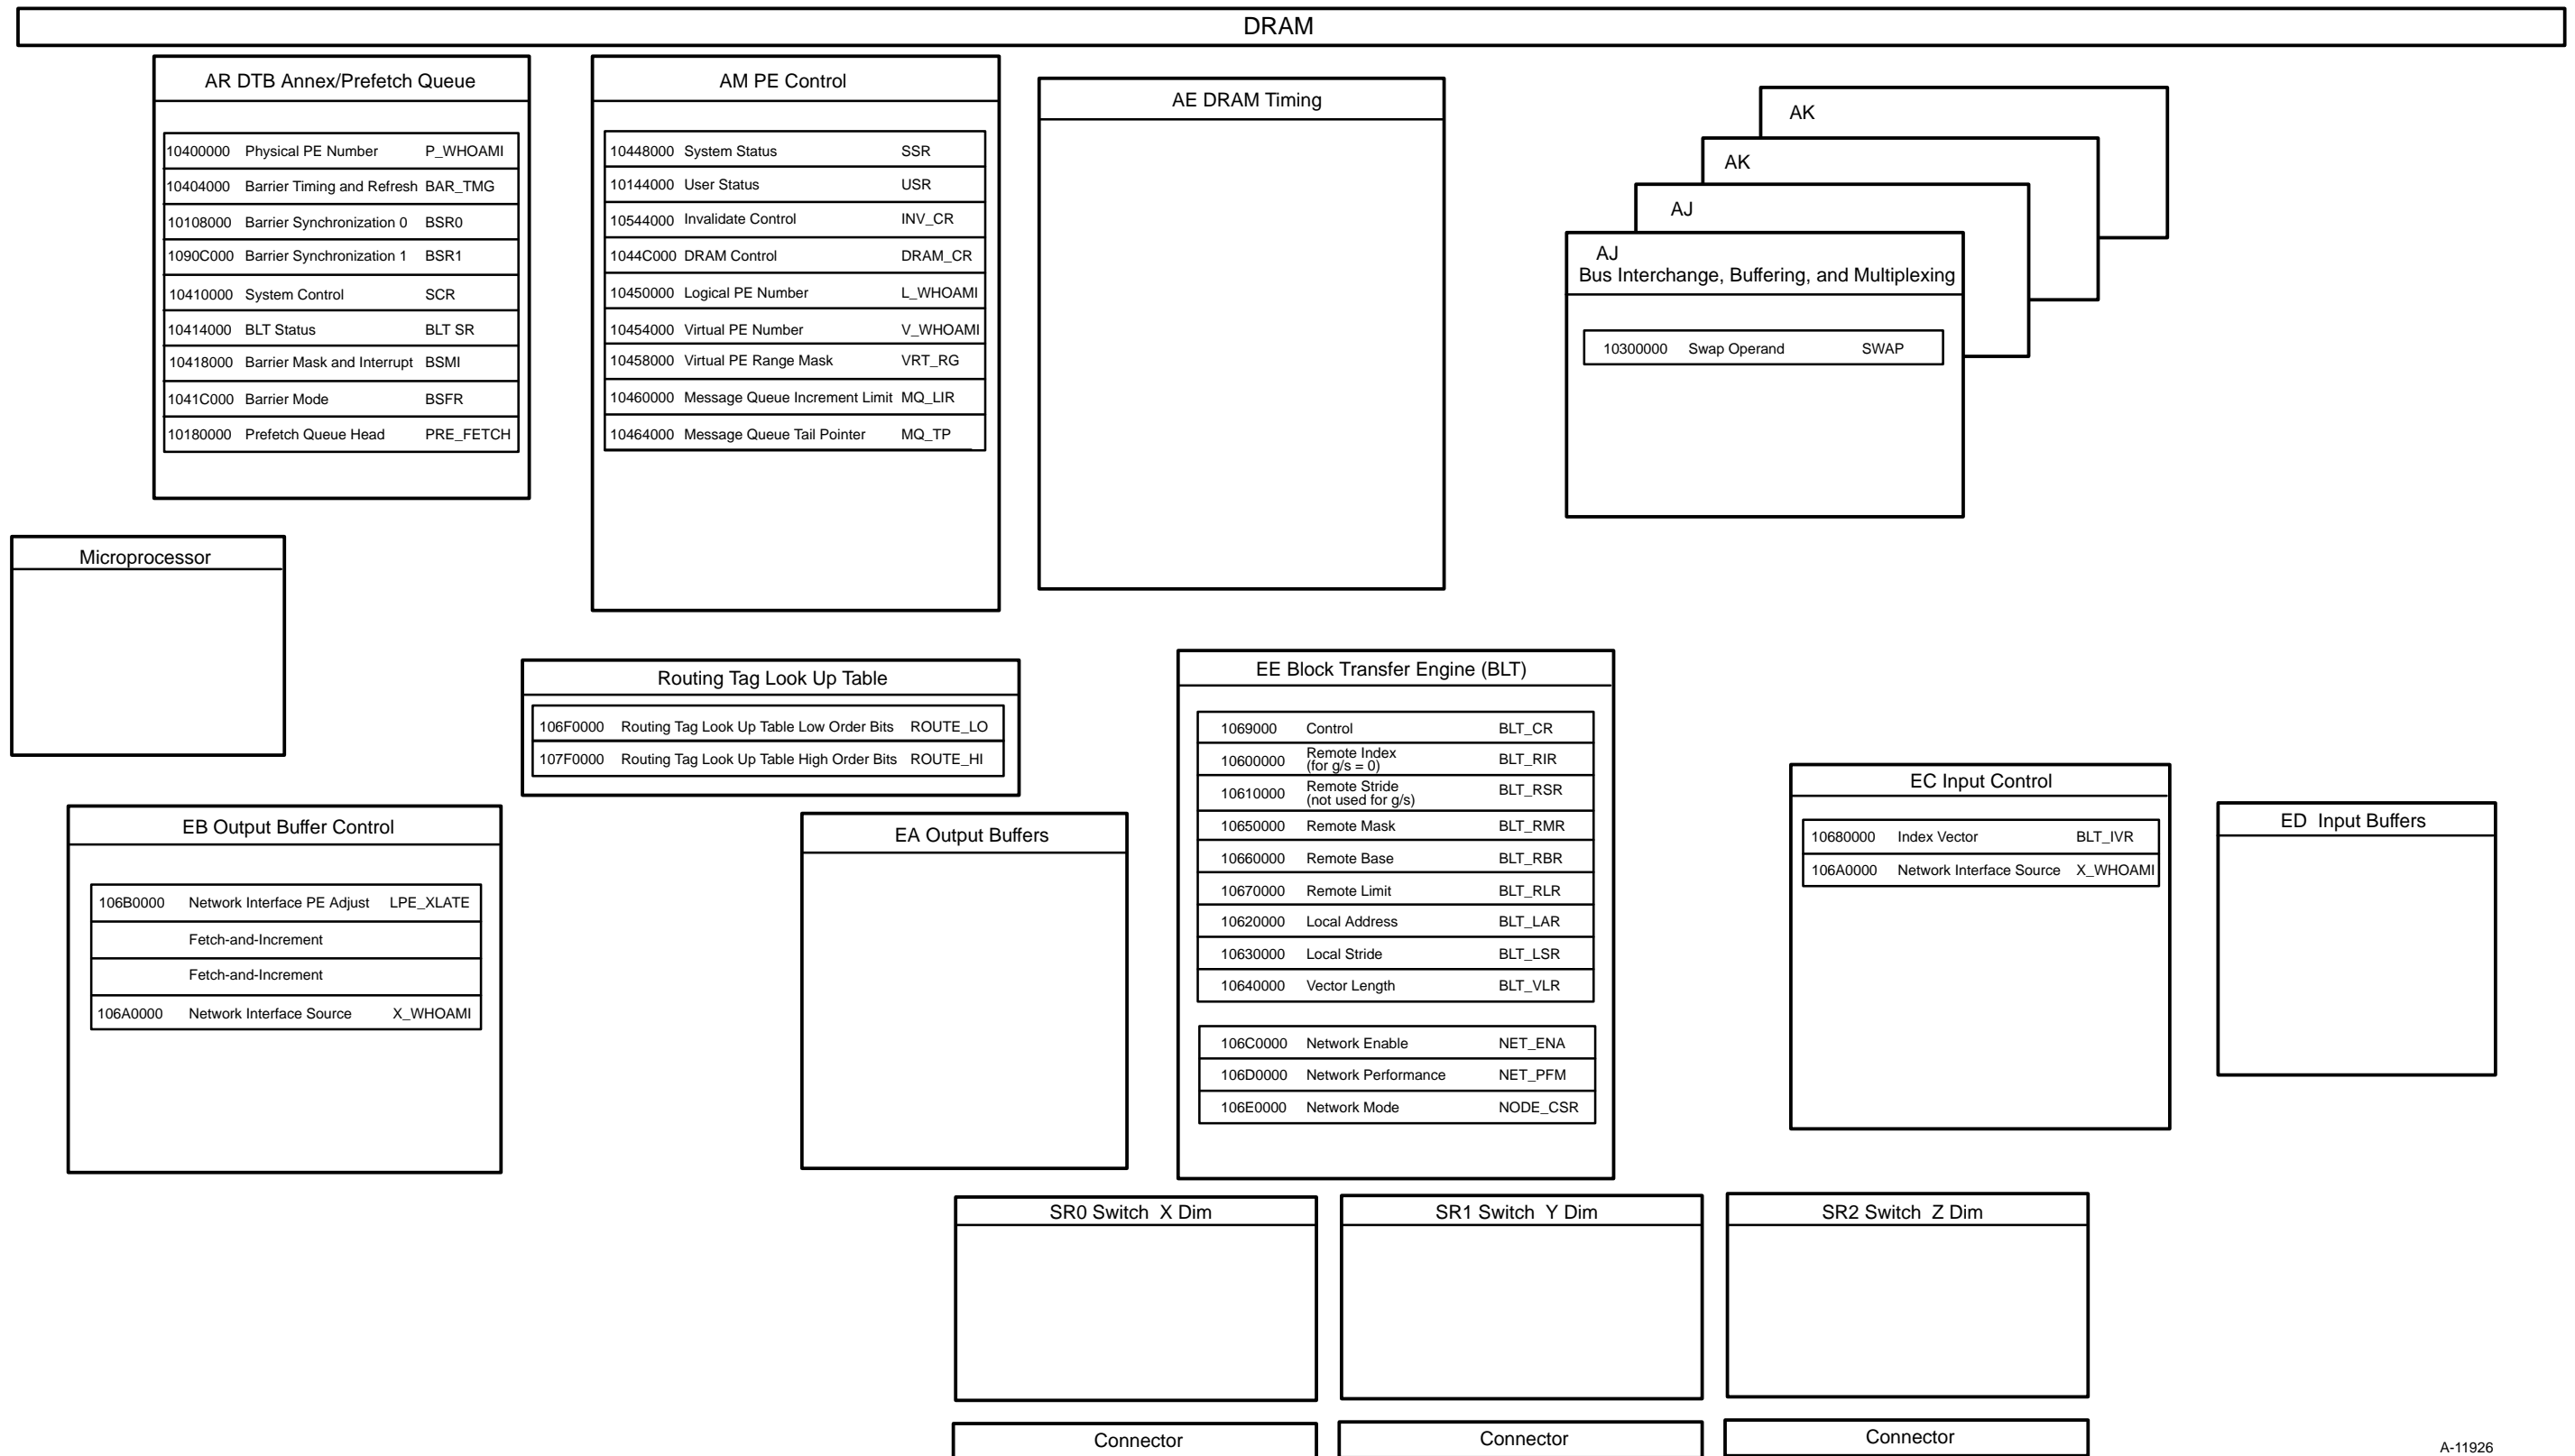 DRAM
AR DTB Annex/Prefetch Queue
10400000 Physical PE Number P_WHOAMI
10404000 Barrier Timing and Refresh BAR_TMG
10108000 Barrier Synchronization 0 BSR0
1090C000 Barrier Synchronization 1 BSR1
10410000 System Control SCR
10414000 BLT Status BLT SR
10418000 Barrier Mask and Interrupt BSMI
1041C000 Barrier Mode BSFR
10180000 Prefetch Queue Head PRE_FETCH
AM PE Control
10448000 System Status SSR
10144000 User Status USR
10544000 Invalidate Control INV_CR
1044C000 DRAM Control DRAM_CR
10450000 Logical PE Number L_WHOAMI
10454000 Virtual PE Number V_WHOAMI
10458000 Virtual PE Range Mask VRT_RG
10460000 Message Queue Increment Limit MQ_LIR
10464000 Message Queue Tail Pointer MQ_TP
AE DRAM Timing
AK
AK
AJ
AJ
Bus Interchange, Buffering, and Multiplexing
10300000 Swap Operand SWAP
Microprocessor
Routing Tag Look Up Table
106F0000 Routing Tag Look Up Table Low Order Bits ROUTE_LO
107F0000 Routing Tag Look Up Table High Order Bits ROUTE_HI
EE Block Transfer Engine (BLT)
1069000 Control BLT_CR
10600000 Remote Index BLT_RIR
(for g/s = 0)
10610000 Remote Stride BLT_RSR
(not used for g/s)
10650000 Remote Mask BLT_RMR
10660000 Remote Base BLT_RBR
10670000 Remote Limit BLT_RLR
10620000 Local Address BLT_LAR
10630000 Local Stride BLT_LSR
10640000 Vector Length BLT_VLR
106C0000 Network Enable NET_ENA
106D0000 Network Performance NET_PFM
106E0000 Network Mode NODE_CSR
EC Input Control
10680000 Index Vector BLT_IVR
106A0000 Network Interface Source X_WHOAMI
ED Input Buffers
EB Output Buffer Control
106B0000 Network Interface PE Adjust LPE_XLATE
Fetch-and-Increment
Fetch-and-Increment
106A0000 Network Interface Source X_WHOAMI
EA Output Buffers
SR0 Switch X Dim
SR1 Switch Y Dim
SR2 Switch Z Dim
Connector
Connector
Connector
A-11926